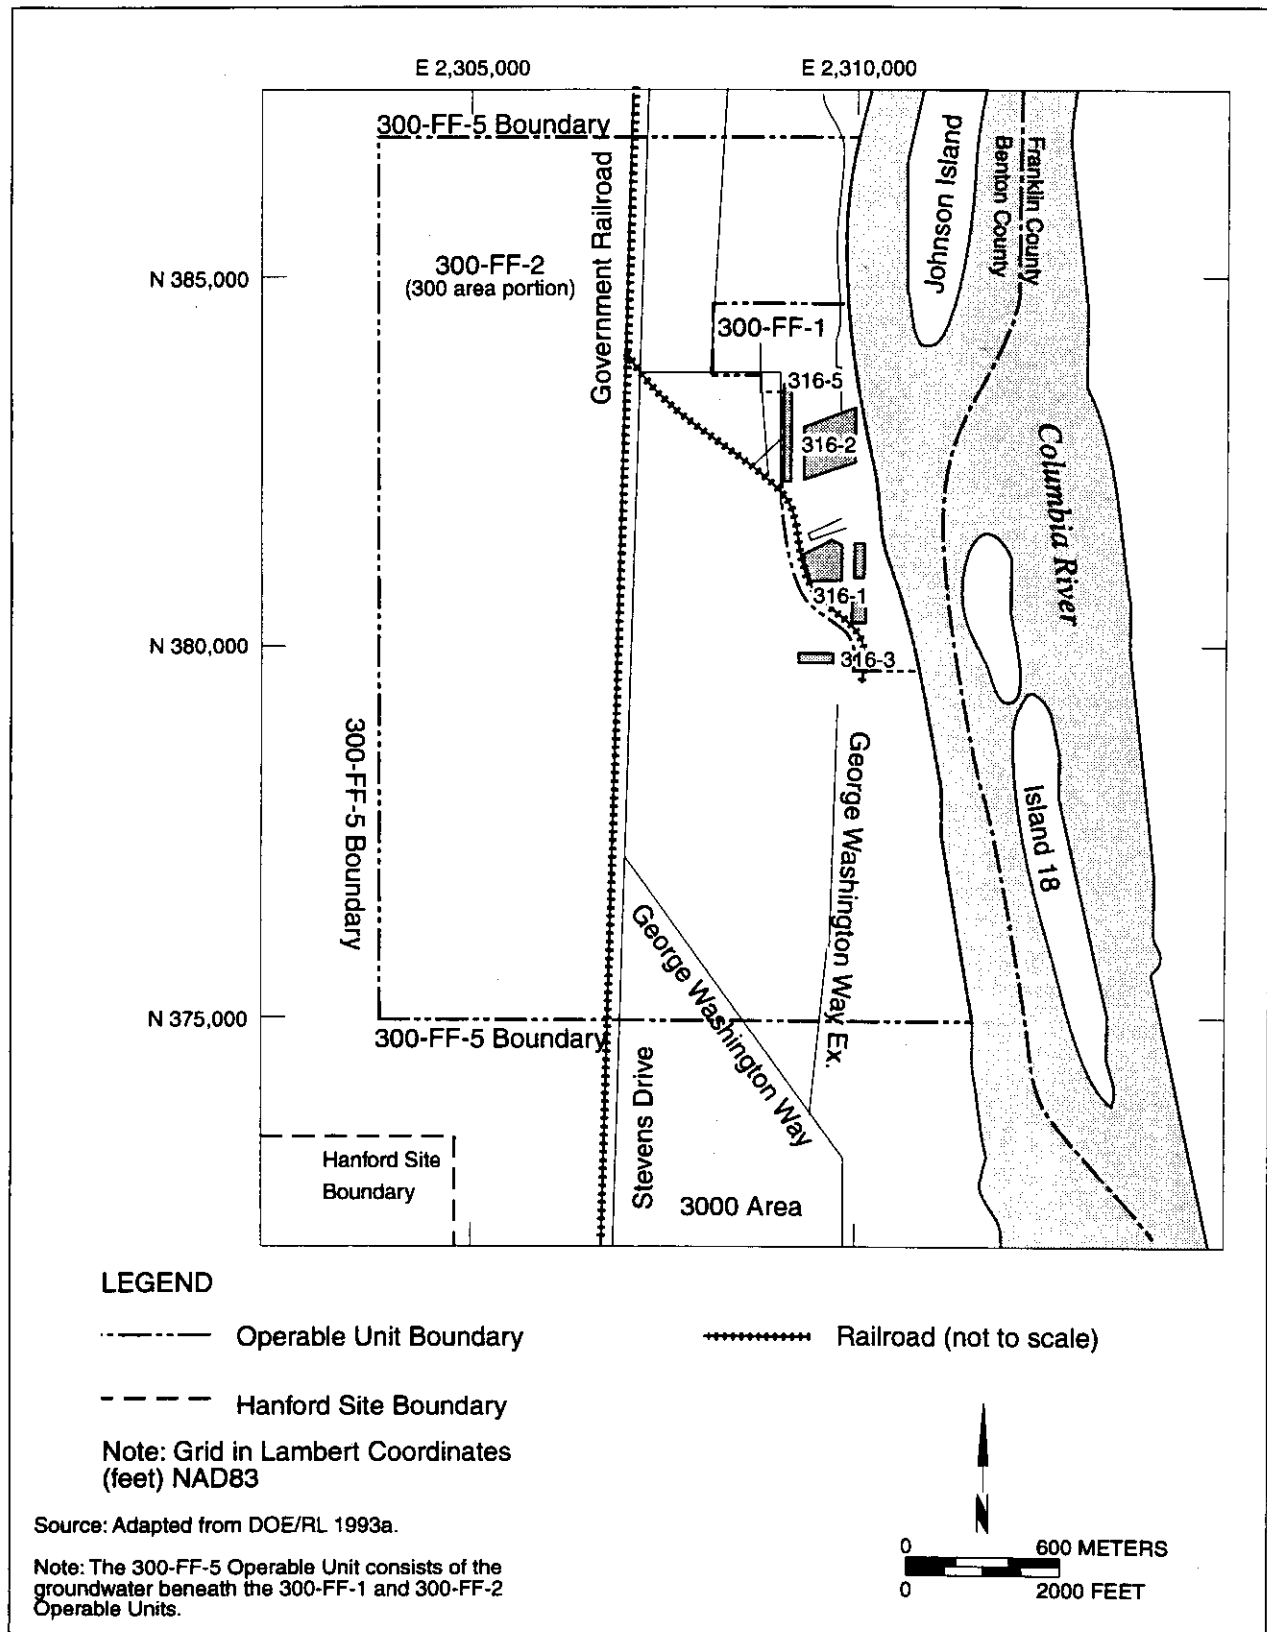 E 2,305,000
E 2,310,000
300-FF-5 Boundary
Government Railroad
Johnson Island
Franklin County
Benton County
N 385,000
300-FF-2
(300 area portion)
300-FF-1
316-5
316-2
Columbia River
316-1
N 380,000
316-3
300-FF-5 Boundary
George Washington Way Ex.
Island 18
George Washington Way
N 375,000
300-FF-5 Boundary
Stevens Drive
Hanford Site
Boundary
3000 Area
LEGEND
Operable Unit Boundary
Railroad (not to scale)
Hanford Site Boundary
Note: Grid in Lambert Coordinates
(feet) NAD83
N
Source: Adapted from DOE/RL 1993a.
0 600 METERS
0 2000 FEET
Note: The 300-FF-5 Operable Unit consists of the
groundwater beneath the 300-FF-1 and 300-FF-2
Operable Units.